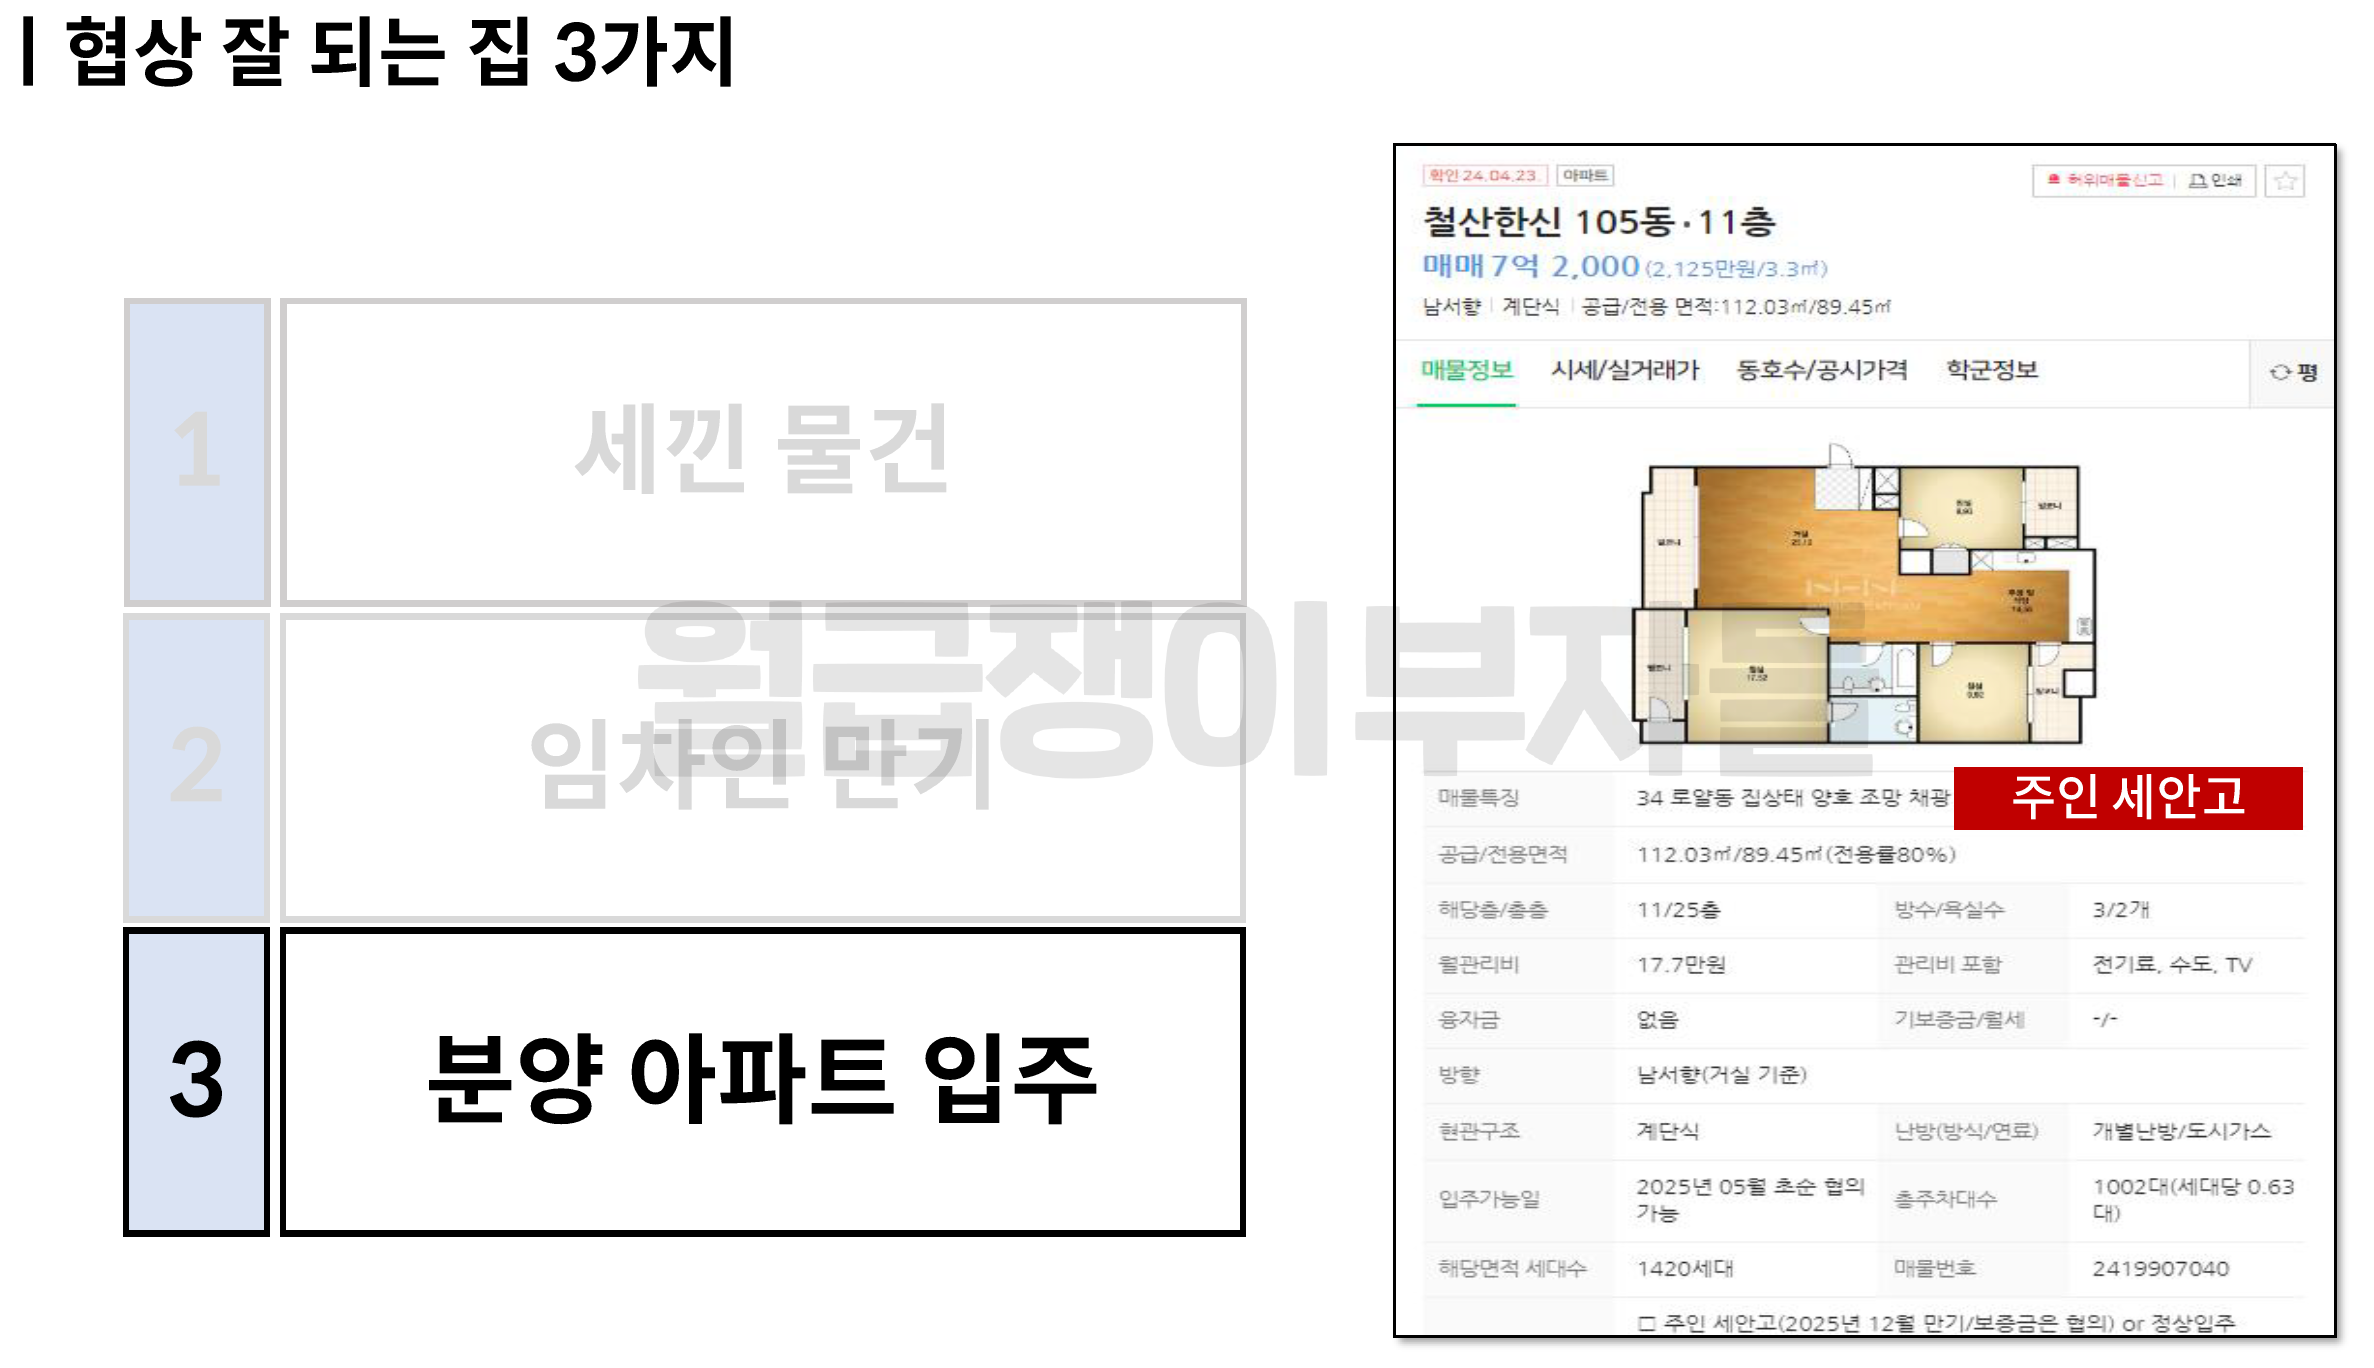 | 협상 잘 되는 집 3가지
1
세낀 물건
2
임차인 만기
3
분양 아파트 입주
월급쟁이부자들
확인 24.04.23. 아파트
허위매물신고 | 인쇄
철산한신 105동·11층
매매 7억 2,000 (2,125만원/3.3㎡)
남서향 | 계단식 | 공급/전용 면적:112.03㎡/89.45㎡
매물정보 시세/실거래가 동호수/공시가격 학군정보 평
매물특징 34 로얄동 집상태 양호 조망 채광 주인 세안고
공급/전용면적 112.03㎡/89.45㎡(전용률80%)
해당층/총층 11/25층 방수/욕실수 3/2개
월관리비 17.7만원 관리비 포함 전기료, 수도, TV
융자금 없음 기보증금/월세 -/-
방향 남서향(거실 기준)
현관구조 계단식 난방(방식/연료) 개별난방/도시가스
입주가능일 2025년 05월 초순 협의
가능
총주차대수 1002대(세대당 0.63
대)
해당면적 세대수 1420세대 매물번호 2419907040
□ 주인 세안고(2025년 12월 만기/보증금은 협의) or 정상입주